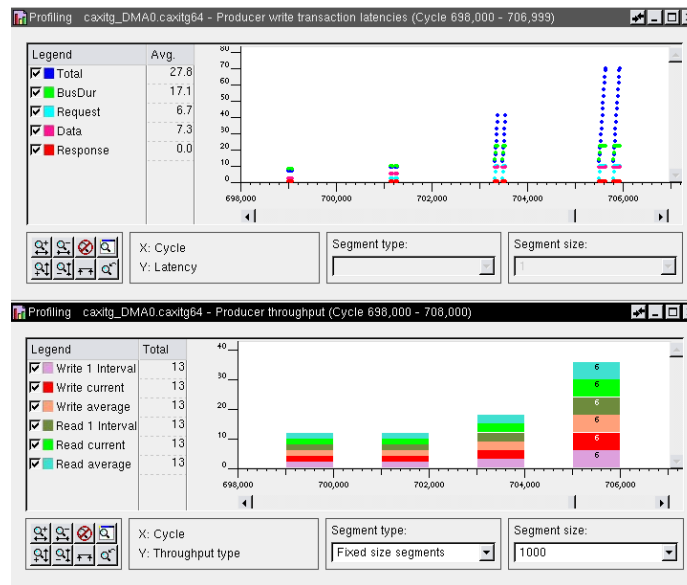 Profiling caxitg_DMA0.caxitg64 - Producer write transaction latencies (Cycle 698,000 - 706,999)
Legend Avg.
Total 27.8
BusDur 17.1
Request 6.7
Data 7.3
Response 0.0
80
70
60
50
40
30
20
10
0
698,000 700,000 702,000 704,000 706,000
X: Cycle
Y: Latency
Segment type:
Segment size:
1
Profiling caxitg_DMA0.caxitg64 - Producer throughput (Cycle 698,000 - 708,000)
Legend Total
Write 1 Interval 13
Write current 13
Write average 13
Read 1 Interval 13
Read current 13
Read average 13
40
30
20
10
0
6
6
6
6
6
6
698,000 700,000 702,000 704,000 706,000
X: Cycle
Y: Throughput type
Segment type:
Fixed size segments
Segment size:
1000